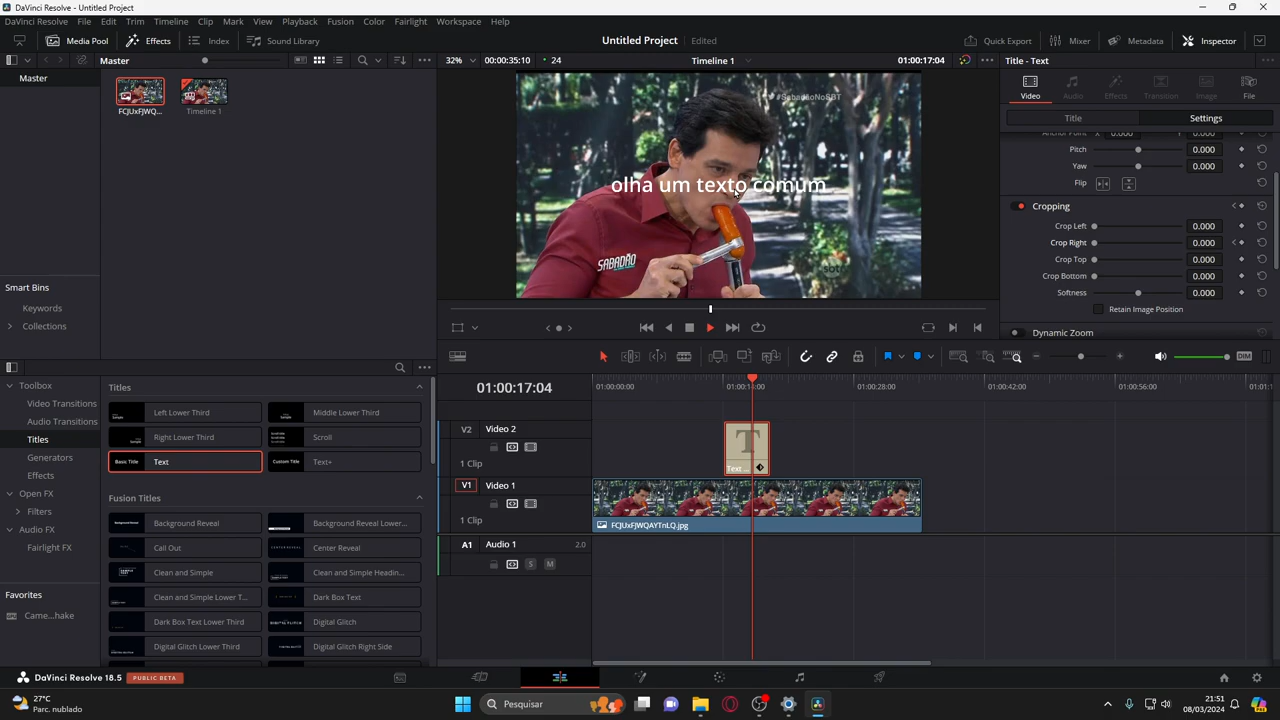 DaVinci Resolve - Untitled Project
DaVinci Resolve File Edit Trim Timeline Clip Mark View Playback Fusion Color Fairlight Workspace Help
Media Pool Effects Index Sound Library Untitled Project Edited Quick Export Mixer Metadata Inspector
Master 32% 00:00:35:10 24 Timeline 1 01:00:17:04 Title - Text
Master
FCJUxFJWQ... Timeline 1
Video Audio Effects Transition Image File
Title Settings
#SabadãoNoSBT
olha um texto comum
SABADÃO
Anchor Point X 0.000 Y 0.000
Pitch 0.000
Yaw 0.000
Flip
Cropping
Crop Left 0.000
Crop Right 0.000
Crop Top 0.000
Crop Bottom 0.000
Softness 0.000
Retain Image Position
Dynamic Zoom
Smart Bins
Keywords
Collections
Toolbox
Video Transitions
Audio Transitions
Titles
Generators
Effects
Open FX
Filters
Audio FX
Fairlight FX
Favorites
Came...hake
Titles
Left Lower Third Middle Lower Third
Right Lower Third Scroll
Basic Title Text Custom Title Text+
Fusion Titles
Background Reveal Background Reveal Lower...
Call Out Center Reveal
Clean and Simple Clean and Simple Headin...
Clean and Simple Lower T... Dark Box Text
Dark Box Text Lower Third Digital Glitch
Digital Glitch Lower Third Digital Glitch Right Side
DIM
01:00:17:04 01:00:00:00 01:00:14:00 01:00:28:00 01:00:42:00 01:00:56:00 01:01:1
V2 Video 2
1 Clip
T
Text ...
V1 Video 1
1 Clip
FCJUxFJWQAYTnLQ.jpg
A1 Audio 1 2.0
S M
DaVinci Resolve 18.5 PUBLIC BETA
27°C
Parc. nublado
Pesquisar
21:51
08/03/2024